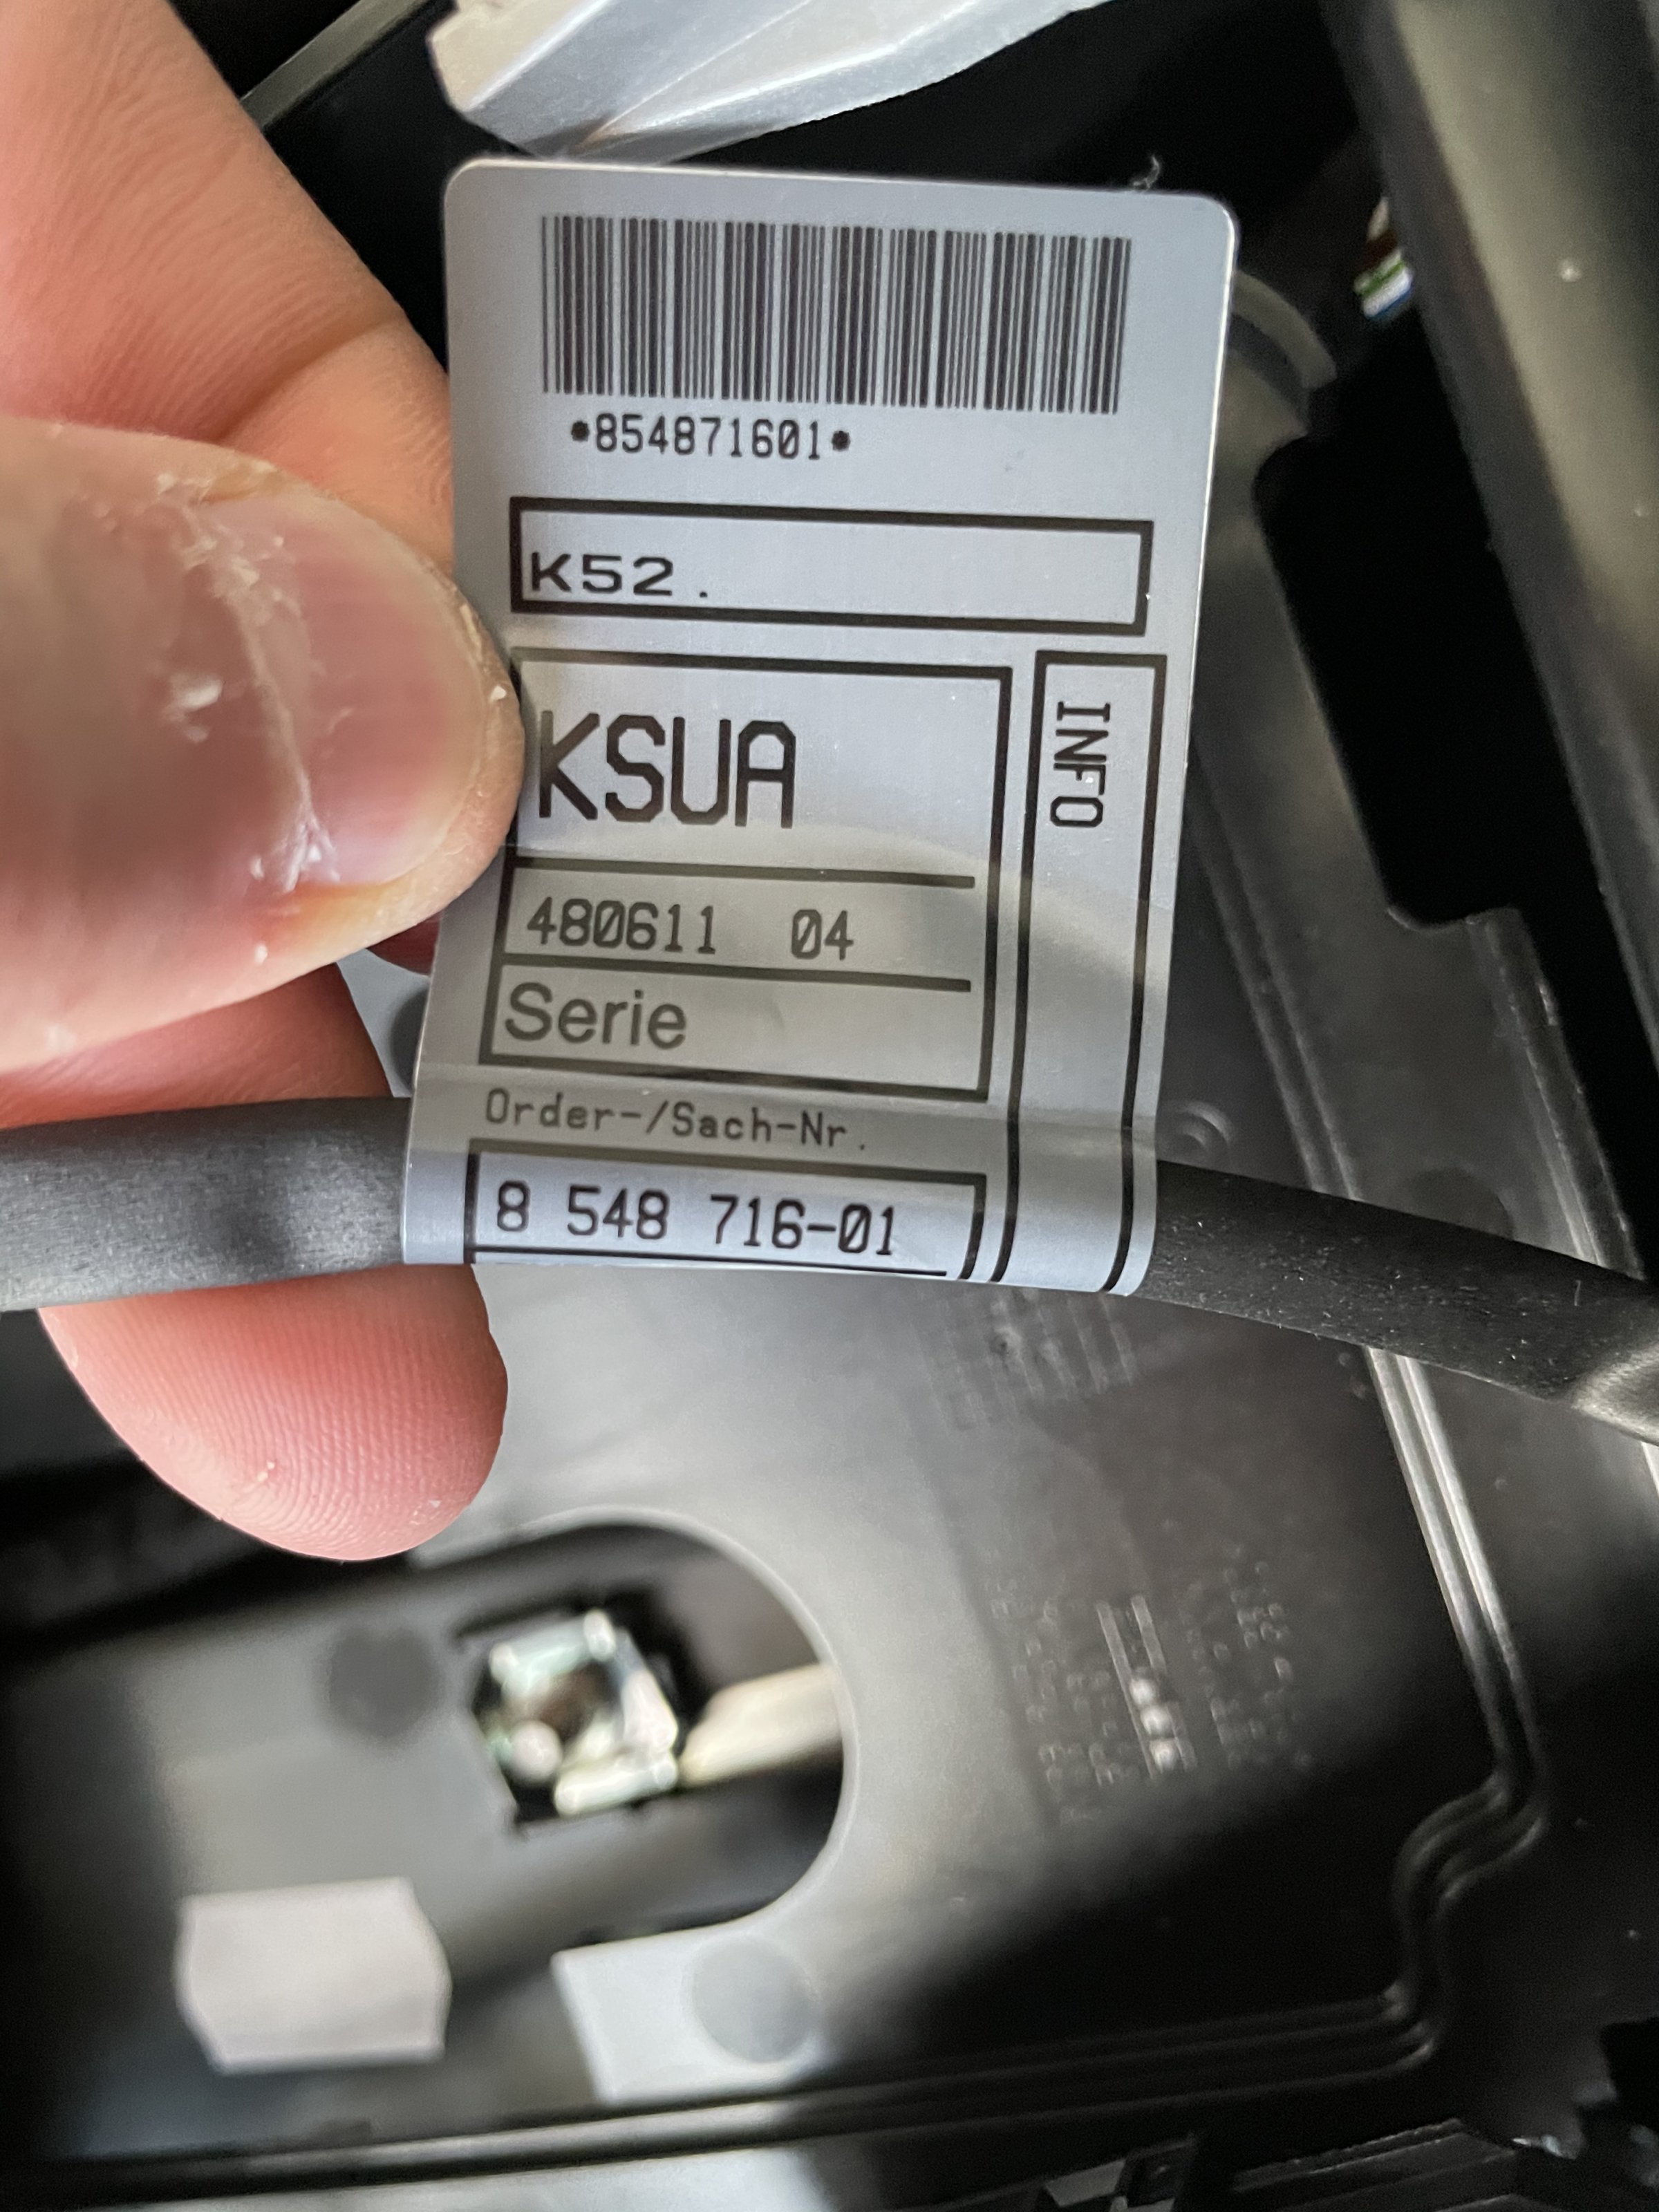 •854871601•
K52.
KSUA
INFO
480611 04
Serie
Order-/Sach-Nr.
8 548 716-01